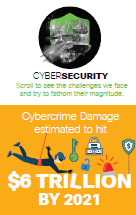 CYBERSECURITY
Scroll to see the challenges we face
and try to fathom their magnitude.
Cybercrime Damage
estimated to hit
$6 TRILLION
BY 2021